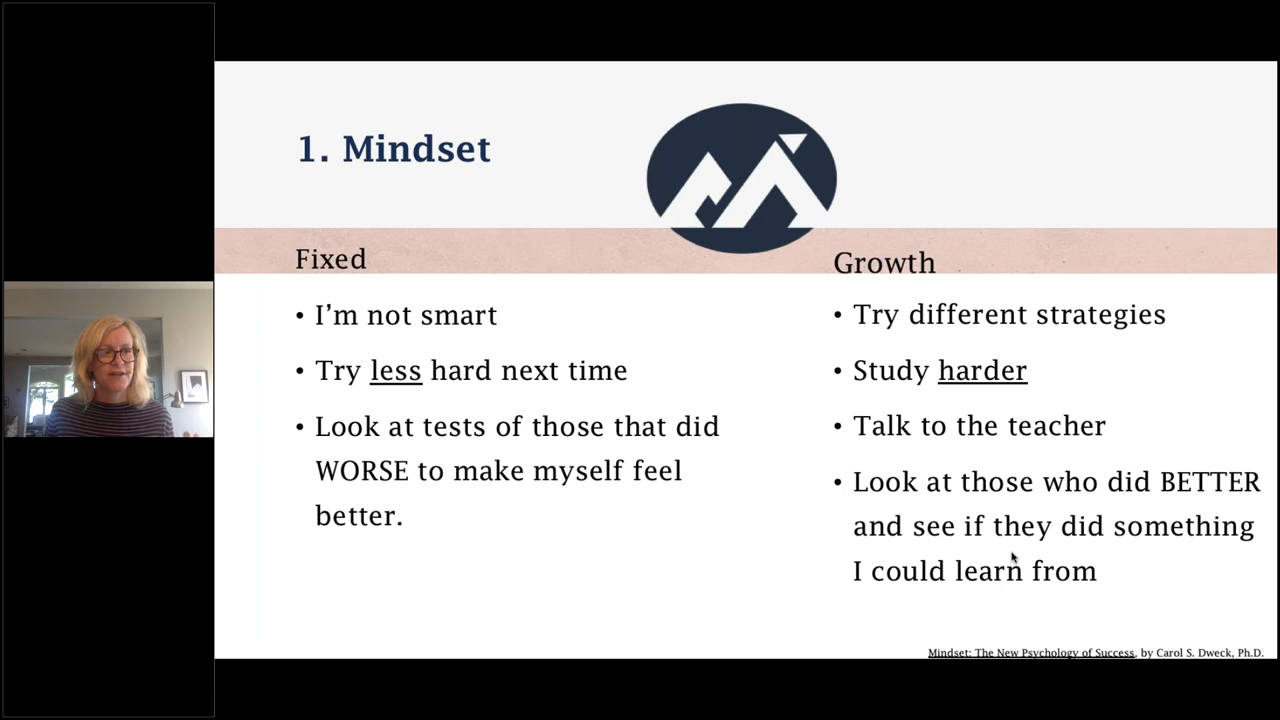 1. Mindset
Fixed
• I’m not smart
• Try less hard next time
• Look at tests of those that did
WORSE to make myself feel
better.
Growth
• Try different strategies
• Study harder
• Talk to the teacher
• Look at those who did BETTER
and see if they did something
I could learn from
Mindset: The New Psychology of Success, by Carol S. Dweck, Ph.D.